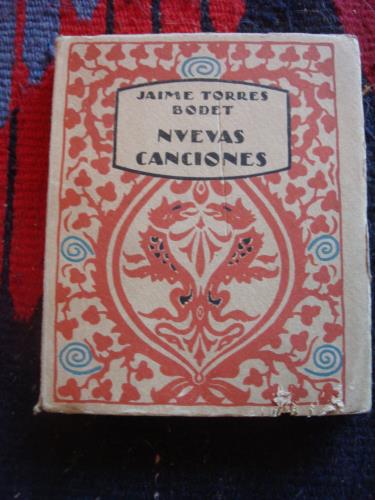 JAIME TORRES
BODET
NVEVAS
CANCIONES